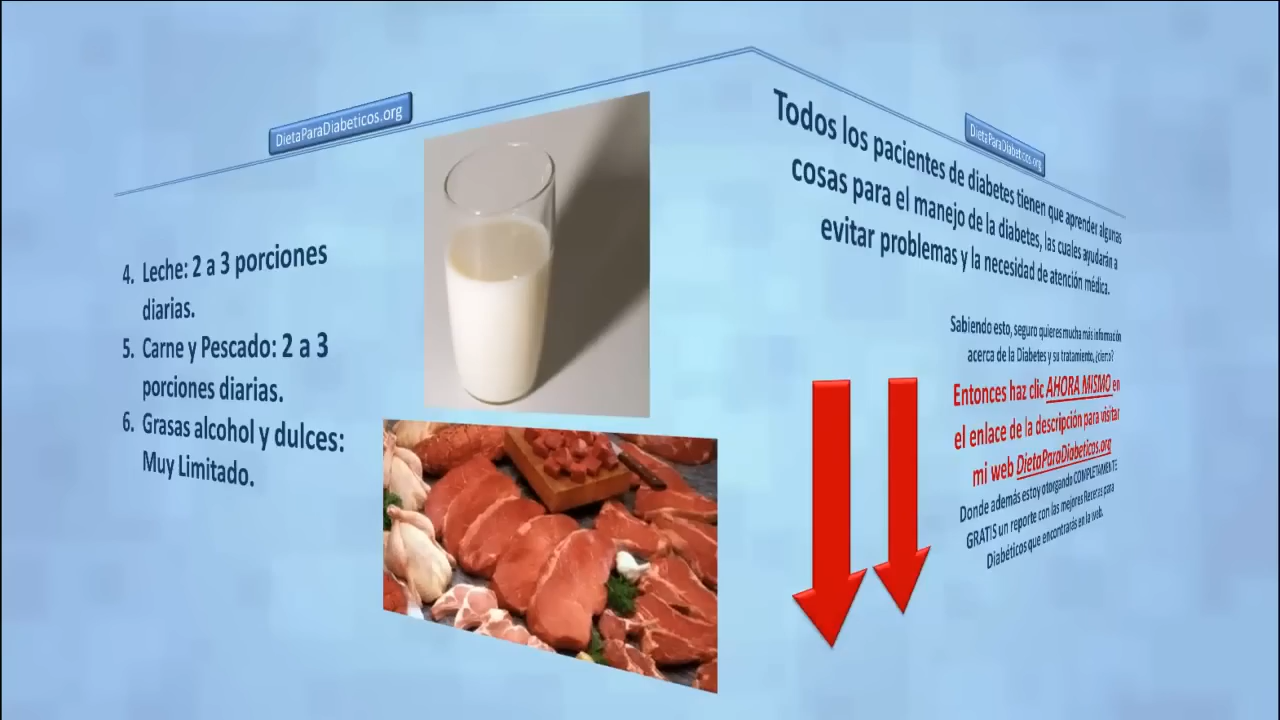 DietaParaDiabeticos.org
4. Leche: 2 a 3 porciones
diarias.
5. Carne y Pescado: 2 a 3
porciones diarias.
6. Grasas alcohol y dulces:
Muy Limitado.
DietaParaDiabeticos.org
Todos los pacientes de diabetes tienen que aprender algunas
cosas para el manejo de la diabetes, las cuales ayudarán a
evitar problemas y la necesidad de atención médica.
Sabiendo esto, seguro quieres mucha más información
acerca de la Diabetes y su tratamiento, ¿cierto?
Entonces haz clic AHORA MISMO en
el enlace de la descripción para visitar
mi web DietaParaDiabeticos.org
Donde además estoy otorgando COMPLETAMENTE
GRATIS un reporte con las mejores Recetas para
Diabéticos que encontrarás en la web.